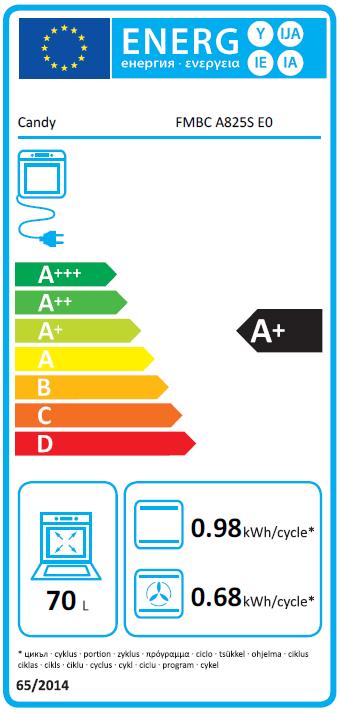 ENERG Y IJA
енергия · ενεργεια IE IA
Candy FMBC A825S E0
A+++
A++
A+ A+
A
B
C
D
0.98 kWh/cycle*
70 L 0.68 kWh/cycle*
* цикъл · cyklus · portion · zyklus · πρόγραμμα · ciclo · tsükkel · ohjelma · ciklus
ciklas · cikls · ċiklu · cyclus · cykl · ciclu · program · cykel
65/2014